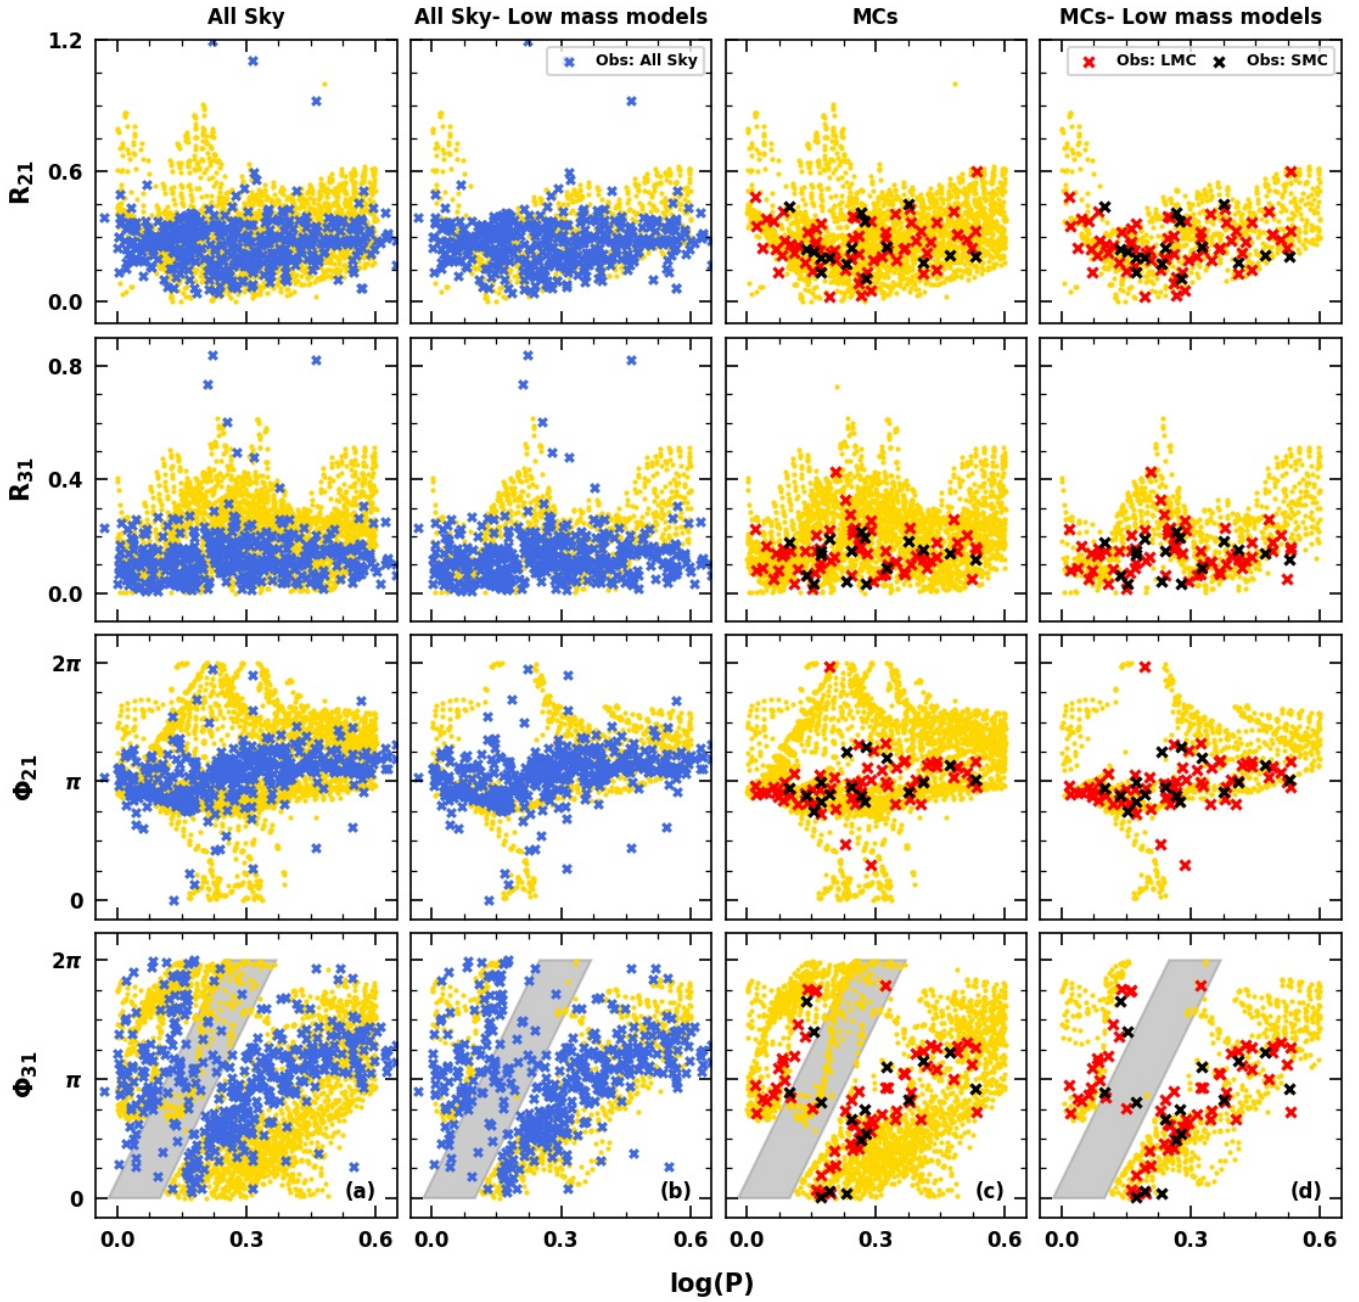 All Sky
All Sky- Low mass models
MCs
MCs- Low mass models
1.2
0.6
0.0
R21
Obs: All Sky
Obs: LMC
Obs: SMC
0.8
0.4
0.0
R31
2π
π
0
Φ21
2π
π
0
Φ31
(a)
(b)
(c)
(d)
0.0 0.3 0.6
0.0 0.3 0.6
0.0 0.3 0.6
0.0 0.3 0.6
log(P)